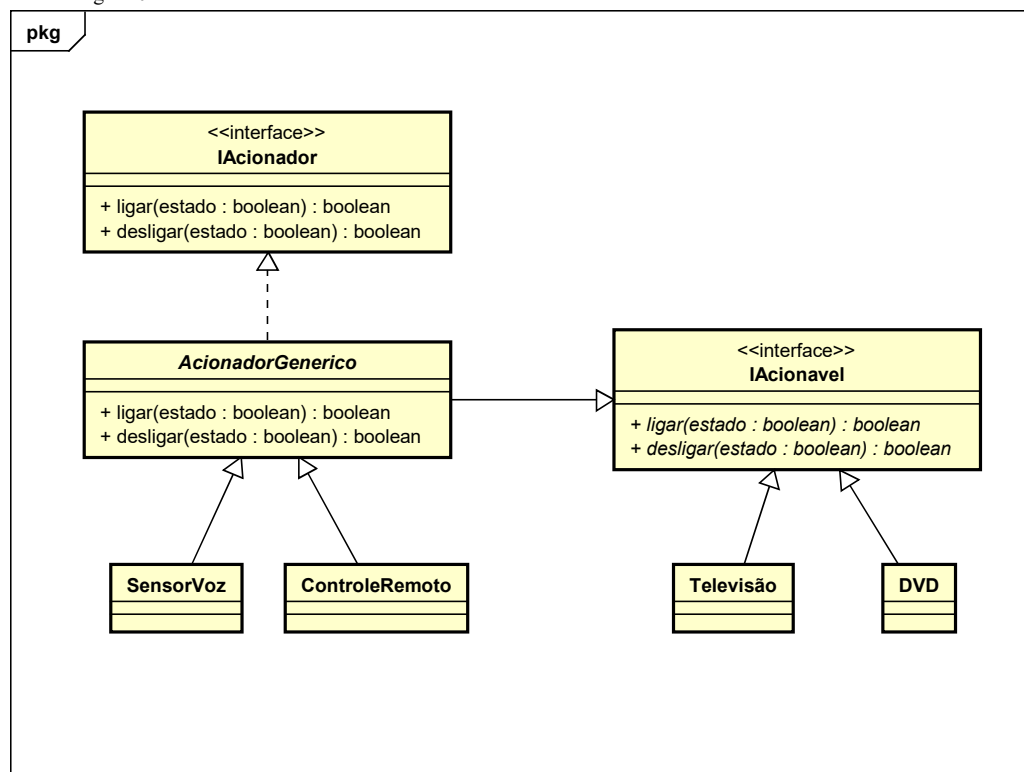 pkg
<<interface>>
IAcionador
+ ligar(estado : boolean) : boolean
+ desligar(estado : boolean) : boolean
AcionadorGenerico
+ ligar(estado : boolean) : boolean
+ desligar(estado : boolean) : boolean
<<interface>>
IAcionavel
+ ligar(estado : boolean) : boolean
+ desligar(estado : boolean) : boolean
SensorVoz
ControleRemoto
Televisão
DVD